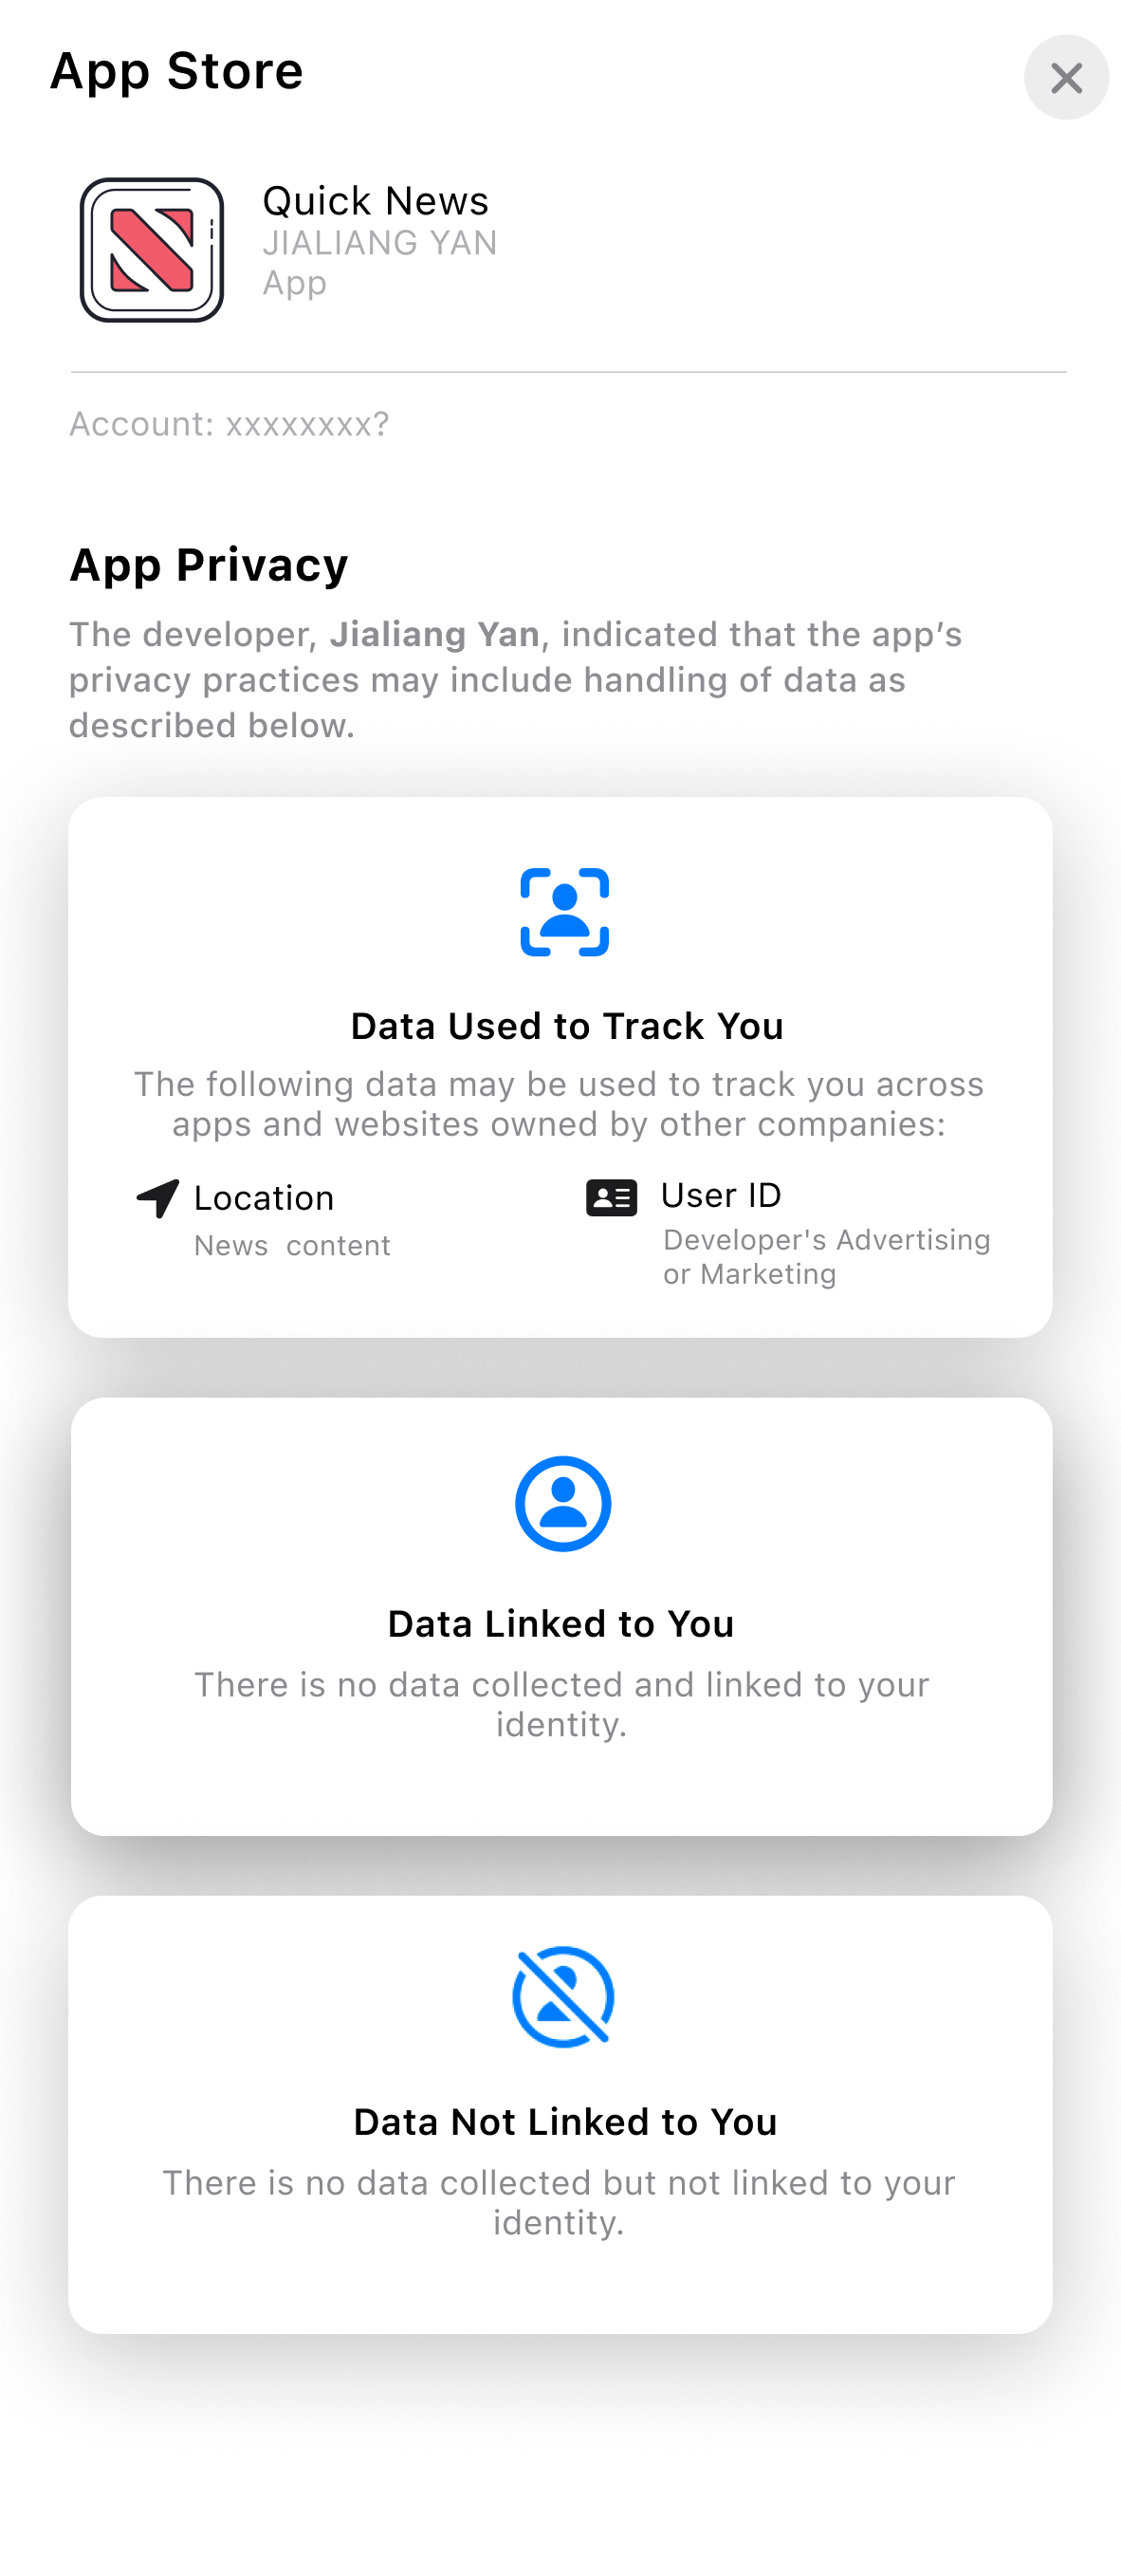 App Store
Quick News
JIALIANG YAN
App
Account: xxxxxxxx?
App Privacy
The developer, Jialiang Yan, indicated that the app’s
privacy practices may include handling of data as
described below.
Data Used to Track You
The following data may be used to track you across
apps and websites owned by other companies:
Location
News  content
User ID
Developer's Advertising
or Marketing
Data Linked to You
There is no data collected and linked to your
identity.
Data Not Linked to You
There is no data collected but not linked to your
identity.